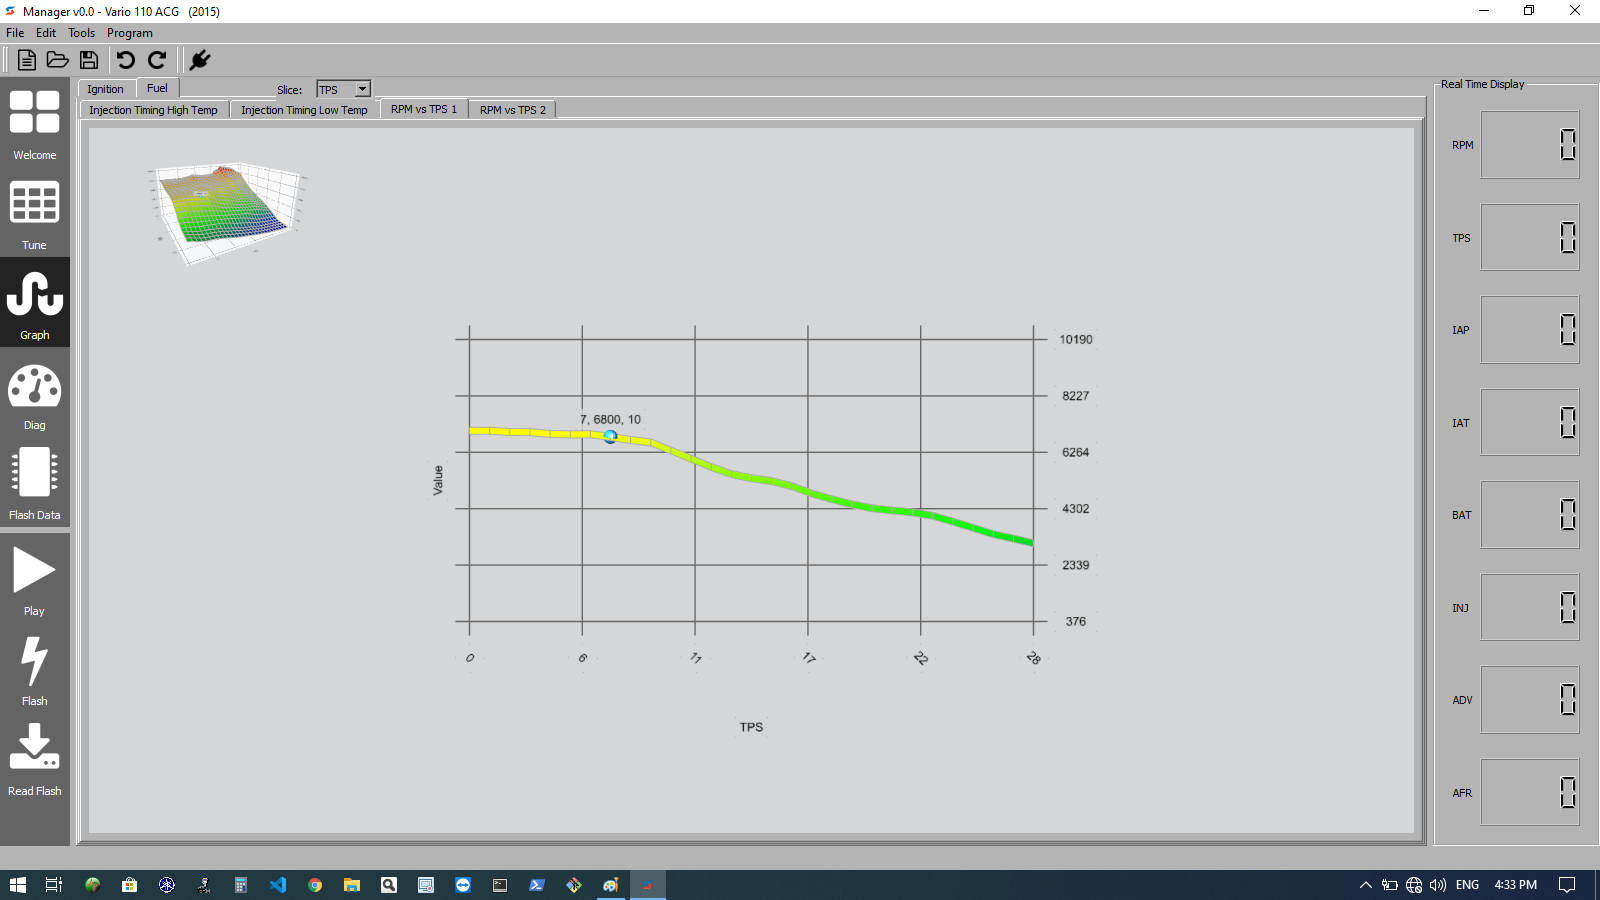 Manager v0.0 - Vario 110 ACG (2015)
File Edit Tools Program
Ignition Fuel Slice: TPS
Injection Timing High Temp Injection Timing Low Temp RPM vs TPS 1 RPM vs TPS 2
Welcome
Tune
Graph
Diag
Flash Data
Play
Flash
Read Flash
7, 6800, 10
Value
10190
8227
6264
4302
2339
376
0 6 11 17 22 28
TPS
Real Time Display
RPM 0
TPS 0
IAP 0
IAT 0
BAT 0
INJ 0
ADV 0
AFR 0
ENG 4:33 PM